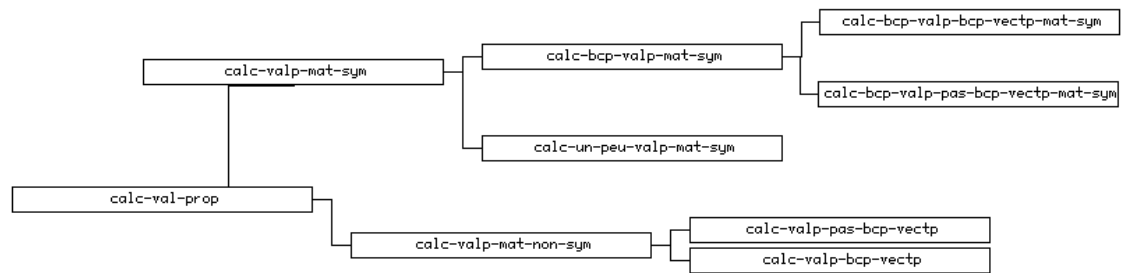 calc-bcp-valp-bcp-vectp-mat-sym
calc-bcp-valp-mat-sym
calc-valp-mat-sym
calc-bcp-valp-pas-bcp-vectp-mat-sym
calc-un-peu-valp-mat-sym
calc-val-prop
calc-valp-pas-bcp-vectp
calc-valp-mat-non-sym
calc-valp-bcp-vectp